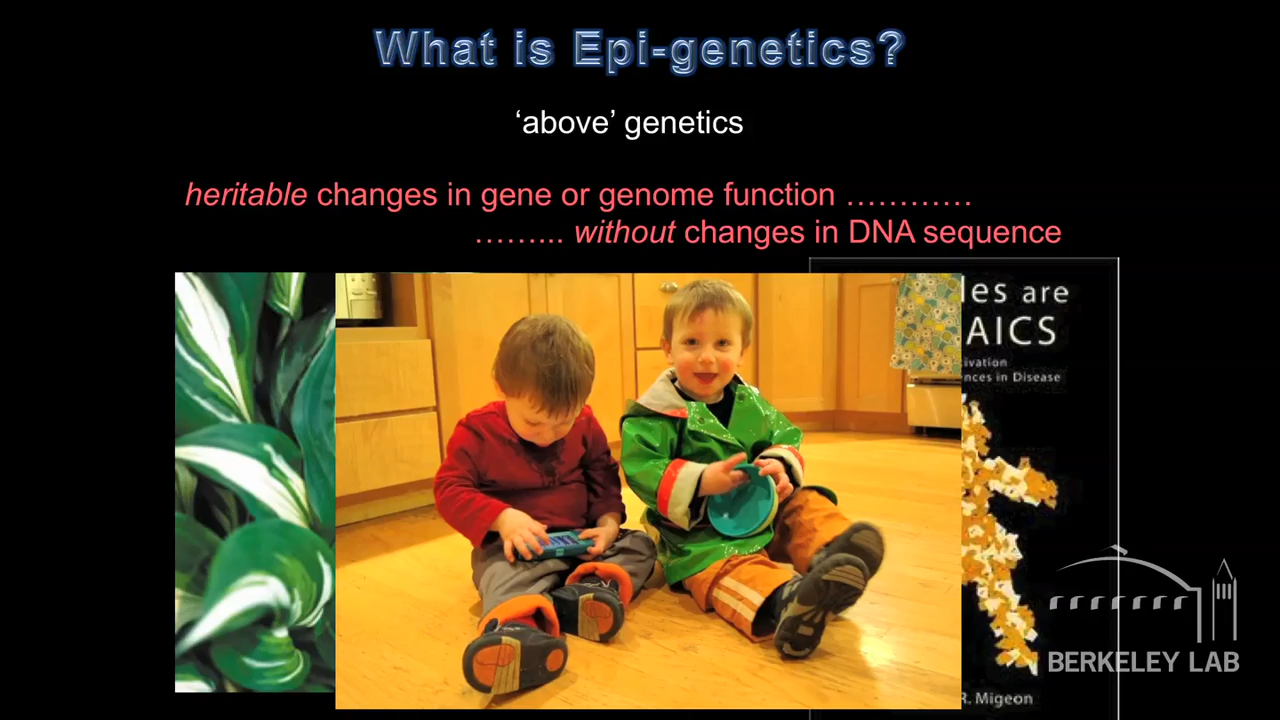 What is Epi-genetics?
‘above’ genetics
heritable changes in gene or genome function …………
……... without changes in DNA sequence
les are
AICS
ivation
nces in Disease
R. Migeon
BERKELEY LAB